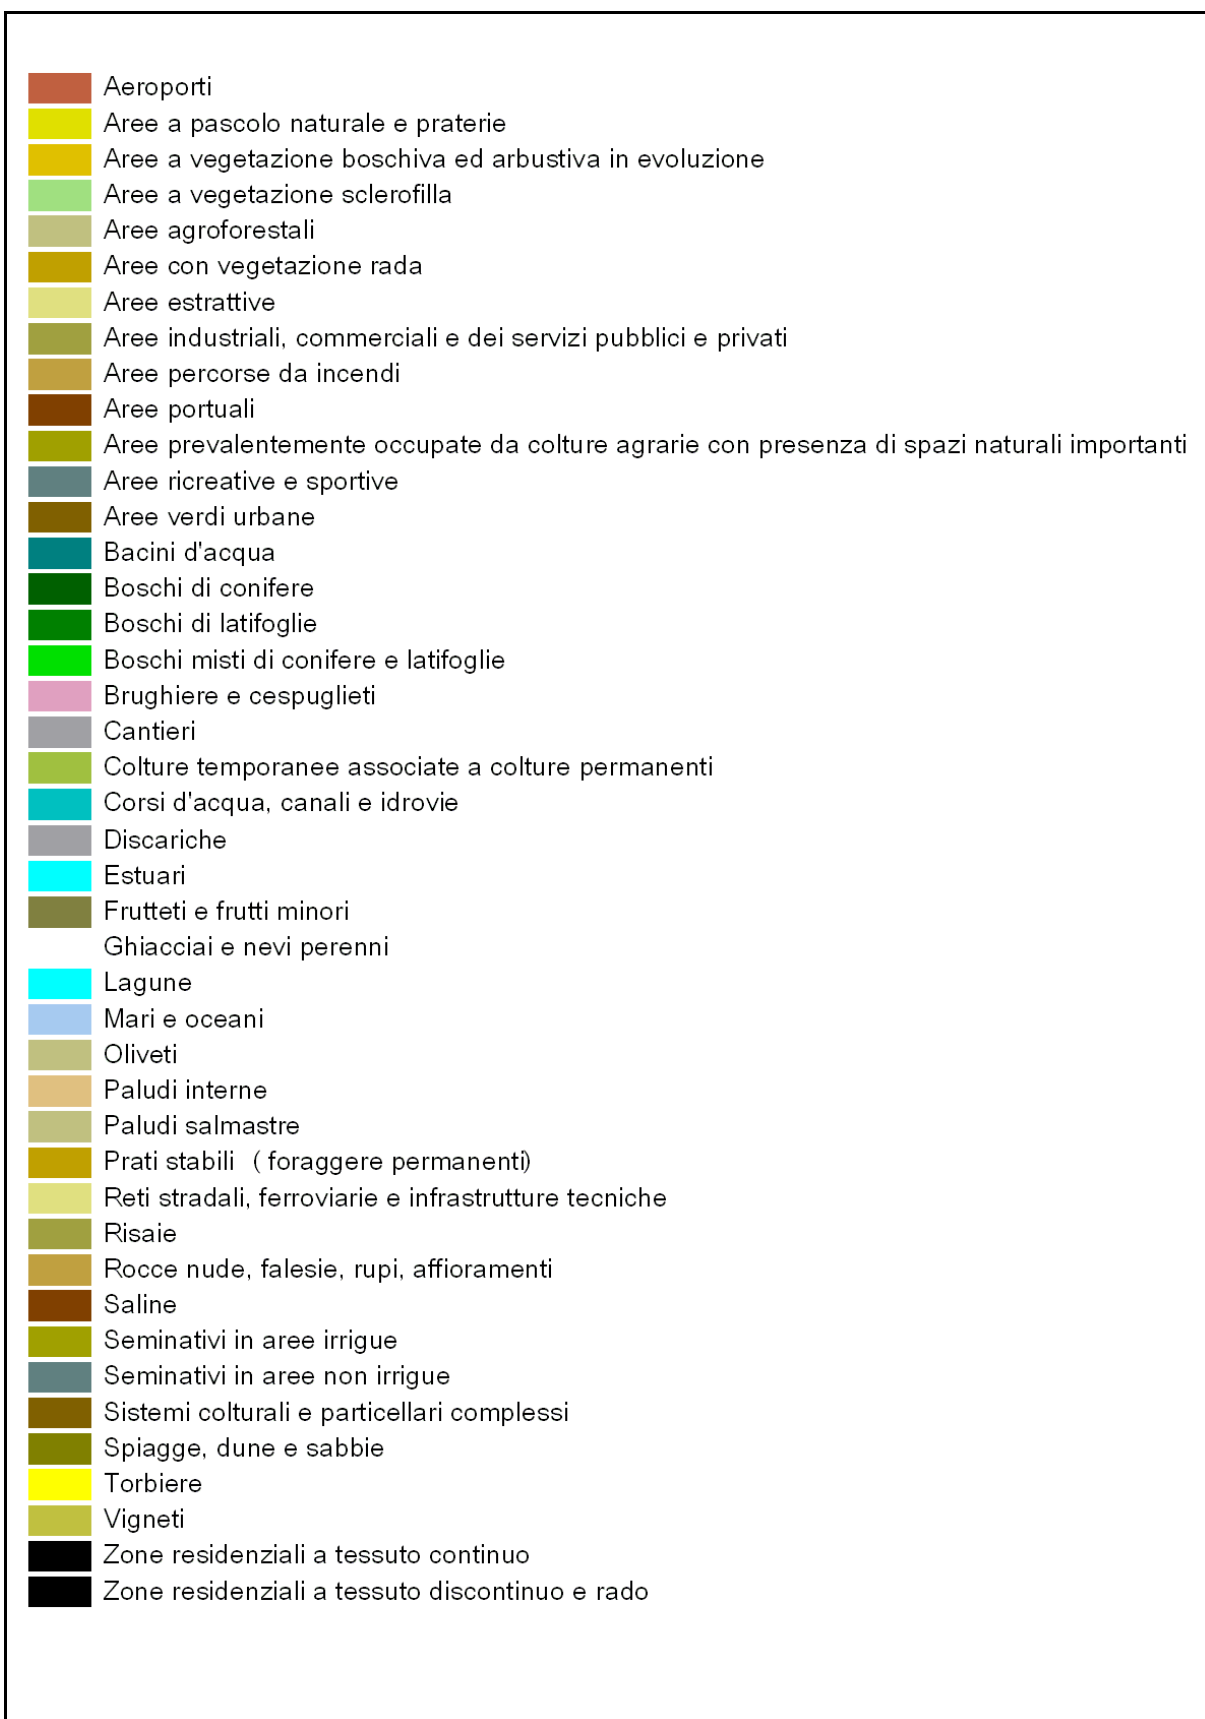 Aeroporti
Aree a pascolo naturale e praterie
Aree a vegetazione boschiva ed arbustiva in evoluzione
Aree a vegetazione sclerofilla
Aree agroforestali
Aree con vegetazione rada
Aree estrattive
Aree industriali, commerciali e dei servizi pubblici e privati
Aree percorse da incendi
Aree portuali
Aree prevalentemente occupate da colture agrarie con presenza di spazi naturali importanti
Aree ricreative e sportive
Aree verdi urbane
Bacini d'acqua
Boschi di conifere
Boschi di latifoglie
Boschi misti di conifere e latifoglie
Brughiere e cespuglieti
Cantieri
Colture temporanee associate a colture permanenti
Corsi d'acqua, canali e idrovie
Discariche
Estuari
Frutteti e frutti minori
Ghiacciai e nevi perenni
Lagune
Mari e oceani
Oliveti
Paludi interne
Paludi salmastre
Prati stabili ( foraggere permanenti)
Reti stradali, ferroviarie e infrastrutture tecniche
Risaie
Rocce nude, falesie, rupi, affioramenti
Saline
Seminativi in aree irrigue
Seminativi in aree non irrigue
Sistemi colturali e particellari complessi
Spiagge, dune e sabbie
Torbiere
Vigneti
Zone residenziali a tessuto continuo
Zone residenziali a tessuto discontinuo e rado